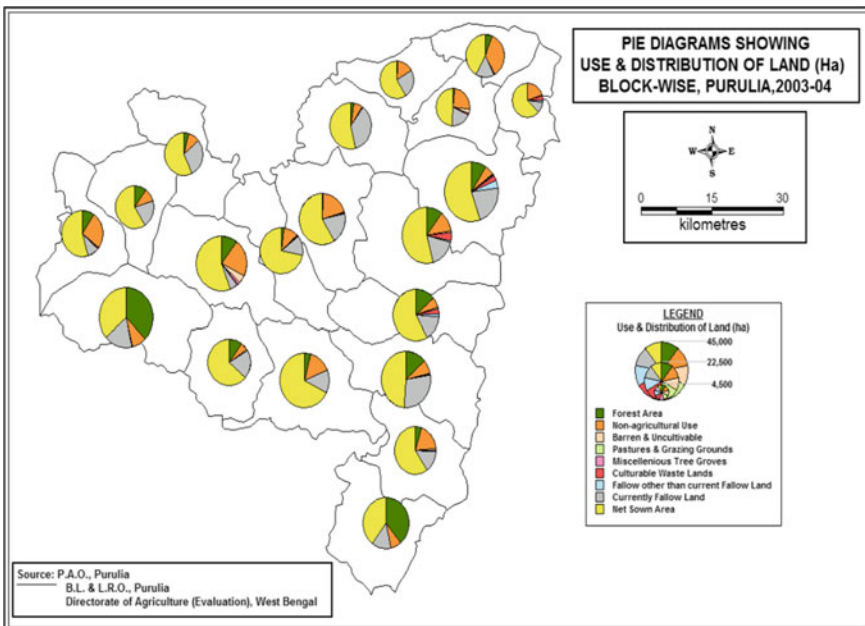 PIE DIAGRAMS SHOWING
USE & DISTRIBUTION OF LAND (Ha)
BLOCK-WISE, PURULIA,2003-04
N
W E
S
0 15 30
kilometres
LEGEND
Use & Distribution of Land (ha)
45,000
22,500
4,500
Forest Area
Non-agricultural Use
Barren & Uncultivable
Pastures & Grazing Grounds
Miscellenious Tree Groves
Culturable Waste Lands
Fallow other than current Fallow Land
Currently Fallow Land
Net Sown Area
Source: P.A.O., Purulia
B.L. & L.R.O., Purulia
Directorate of Agriculture (Evaluation), West Bengal